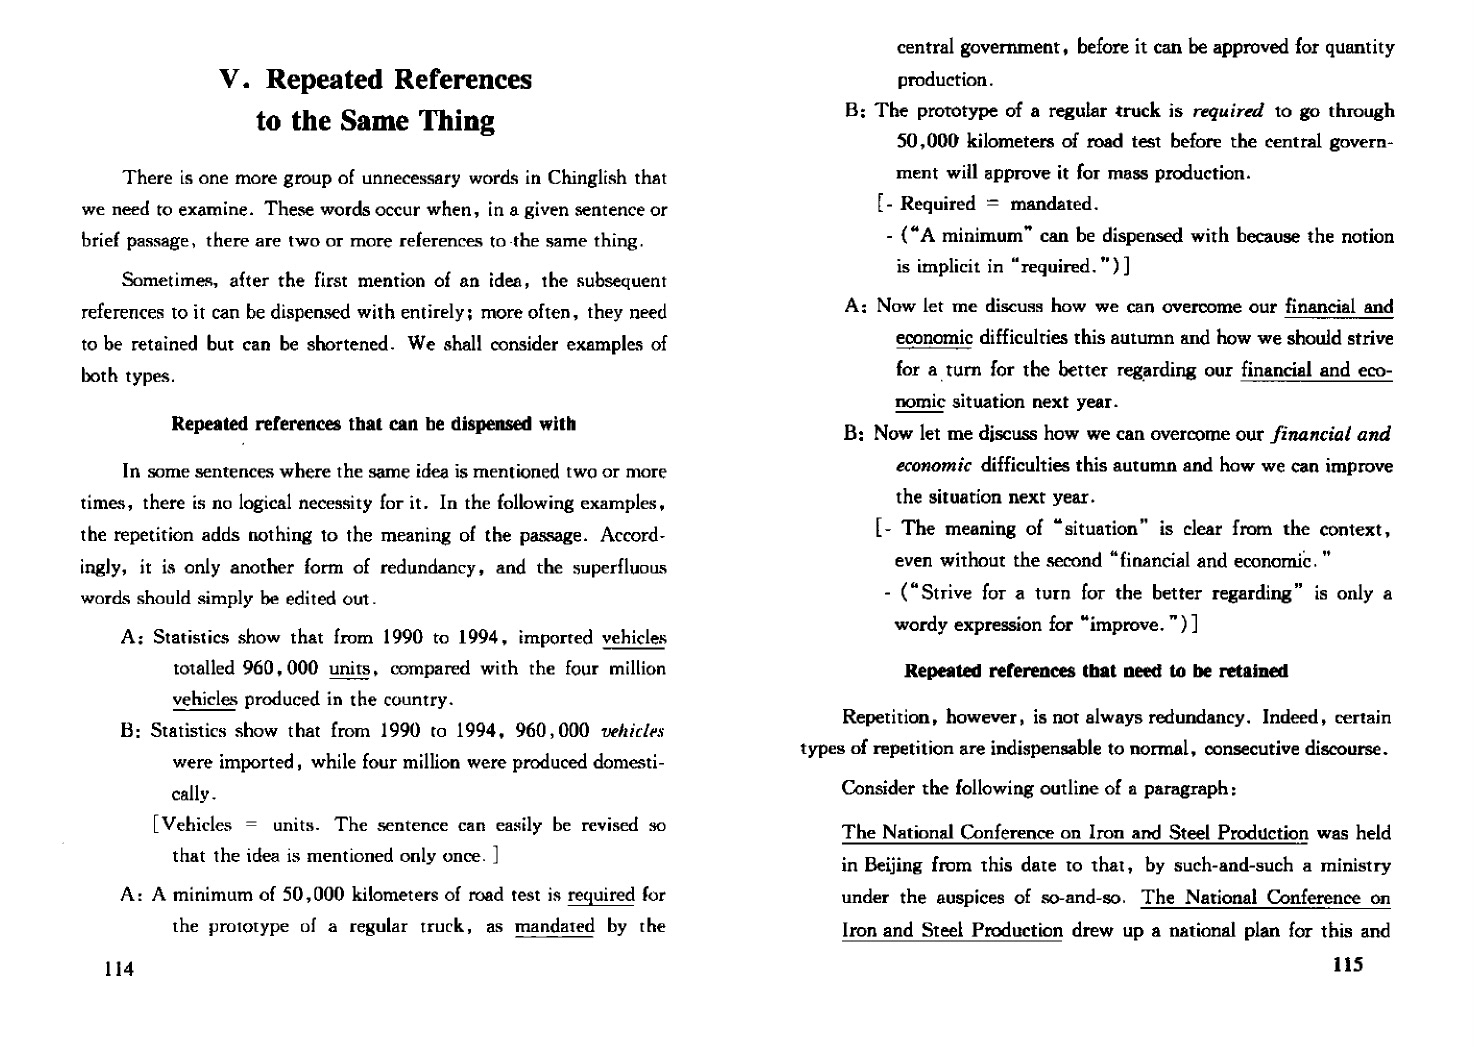 V. Repeated References
to the Same Thing
There is one more group of unnecessary words in Chinglish that
we need to examine. These words occur when, in a given sentence or
brief passage, there are two or more references to the same thing.
Sometimes, after the first mention of an idea, the subsequent
references to it can be dispensed with entirely; more often, they need
to be retained but can be shortened. We shall consider examples of
both types.
Repeated references that can be dispensed with
In some sentences where the same idea is mentioned two or more
times, there is no logical necessity for it. In the following examples,
the repetition adds nothing to the meaning of the passage. Accord-
ingly, it is only another form of redundancy, and the superfluous
words should simply be edited out.
A: Statistics show that from 1990 to 1994, imported vehicles
totalled 960,000 units, compared with the four million
vehicles produced in the country.
B: Statistics show that from 1990 to 1994, 960,000 vehicles
were imported, while four million were produced domesti-
cally.
[Vehicles = units. The sentence can easily be revised so
that the idea is mentioned only once.]
A: A minimum of 50,000 kilometers of road test is required for
the prototype of a regular truck, as mandated by the
114
central government, before it can be approved for quantity
production.
B: The prototype of a regular truck is required to go through
50,000 kilometers of road test before the central govern-
ment will approve it for mass production.
[- Required = mandated.
- ("A minimum" can be dispensed with because the notion
is implicit in "required.")]
A: Now let me discuss how we can overcome our financial and
economic difficulties this autumn and how we should strive
for a turn for the better regarding our financial and eco-
nomic situation next year.
B: Now let me discuss how we can overcome our financial and
economic difficulties this autumn and how we can improve
the situation next year.
[- The meaning of "situation" is clear from the context,
even without the second "financial and economic."
- ("Strive for a turn for the better regarding" is only a
wordy expression for "improve.")]
Repeated references that need to be retained
Repetition, however, is not always redundancy. Indeed, certain
types of repetition are indispensable to normal, consecutive discourse.
Consider the following outline of a paragraph:
The National Conference on Iron and Steel Production was held
in Beijing from this date to that, by such-and-such a ministry
under the auspices of so-and-so. The National Conference on
Iron and Steel Production drew up a national plan for this and
115